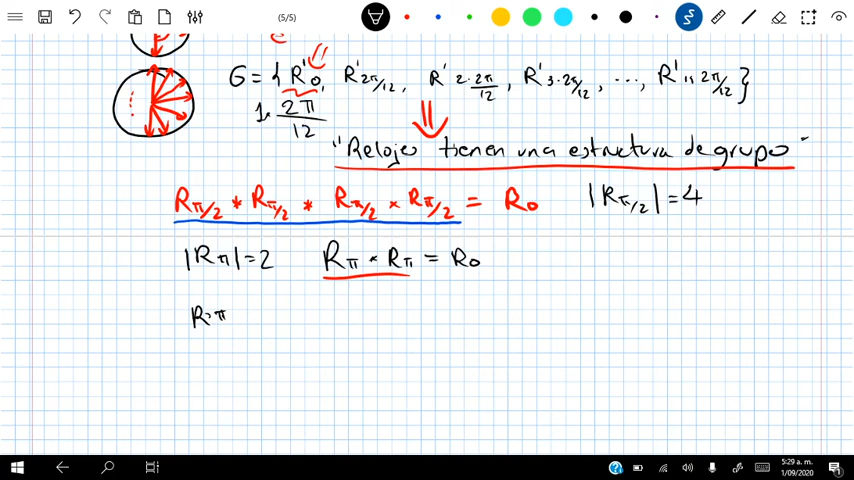 (5/5)
G = { R'0, R'2π/12, R'2·2π/12, R'3·2π/12, ..., R'11 2π/12 }
1· 2π/12
"Reloje tienen una estructura de grupo"
Rπ/2 * Rπ/2 * Rπ/2 * Rπ/2 = R0 |Rπ/2| = 4
|Rπ| = 2 Rπ * Rπ = R0
5:29 a. m.
1/09/2020